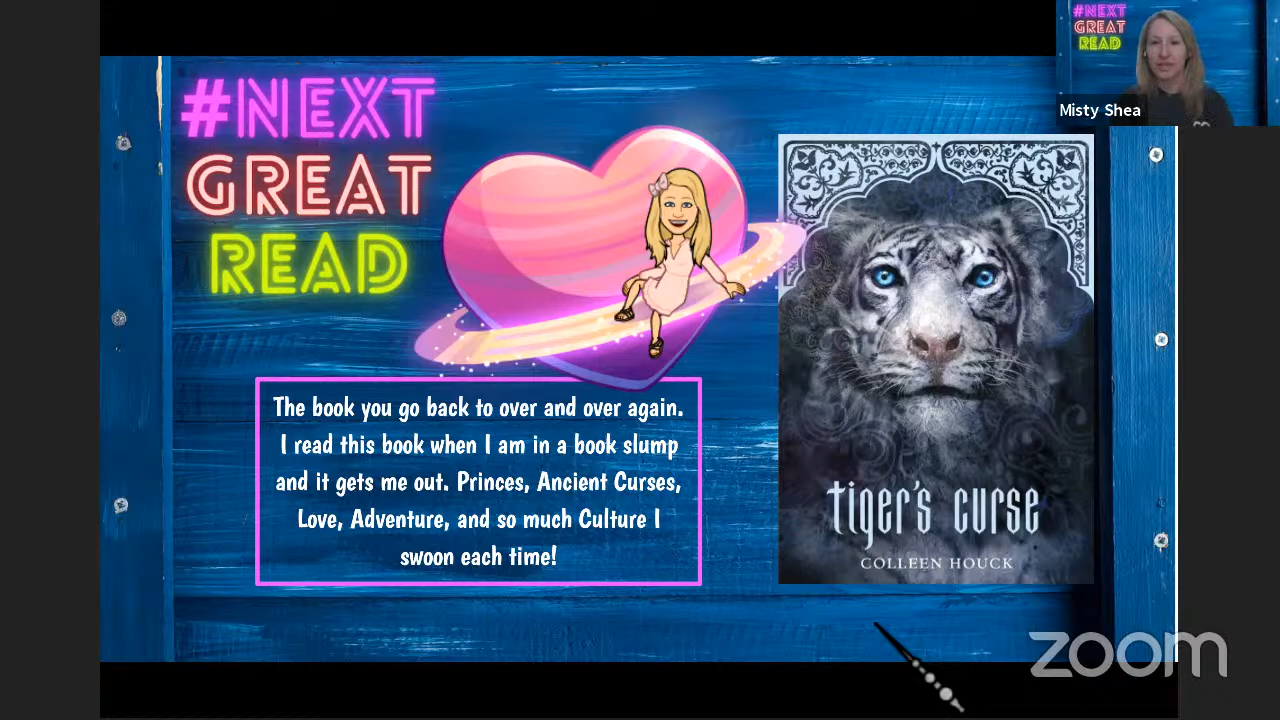 #NEXT
GREAT
READ
#NEXT
GREAT
READ
Misty Shea
The book you go back to over and over again.
I read this book when I am in a book slump
and it gets me out. Princes, Ancient Curses,
Love, Adventure, and so much Culture I
swoon each time!
tiger's curse
COLLEEN HOUCK
zoom